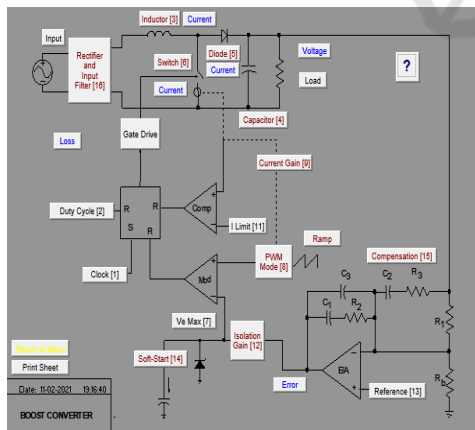 Inductor [3]
Current
Input
Rectifier
and
Input
Filter [16]
Diode [5]
Switch [6]
Current
Voltage
?
Load
Current
Capacitor [4]
Loss
Gate Drive
Current Gain [9]
Duty Cycle [2]
R
R
S
R
Comp
I Limit [11]
Clock [1]
Mod
PWM
Mode [8]
Ramp
Compensation [15]
C3
C2
R3
C1
R2
R1
Ve Max [7]
Isolation
Gain [12]
Soft-Start [14]
Print Sheet
E/A
Rb
Error
Reference [13]
Date: 11-02-2021 19:16:40
BOOST CONVERTER